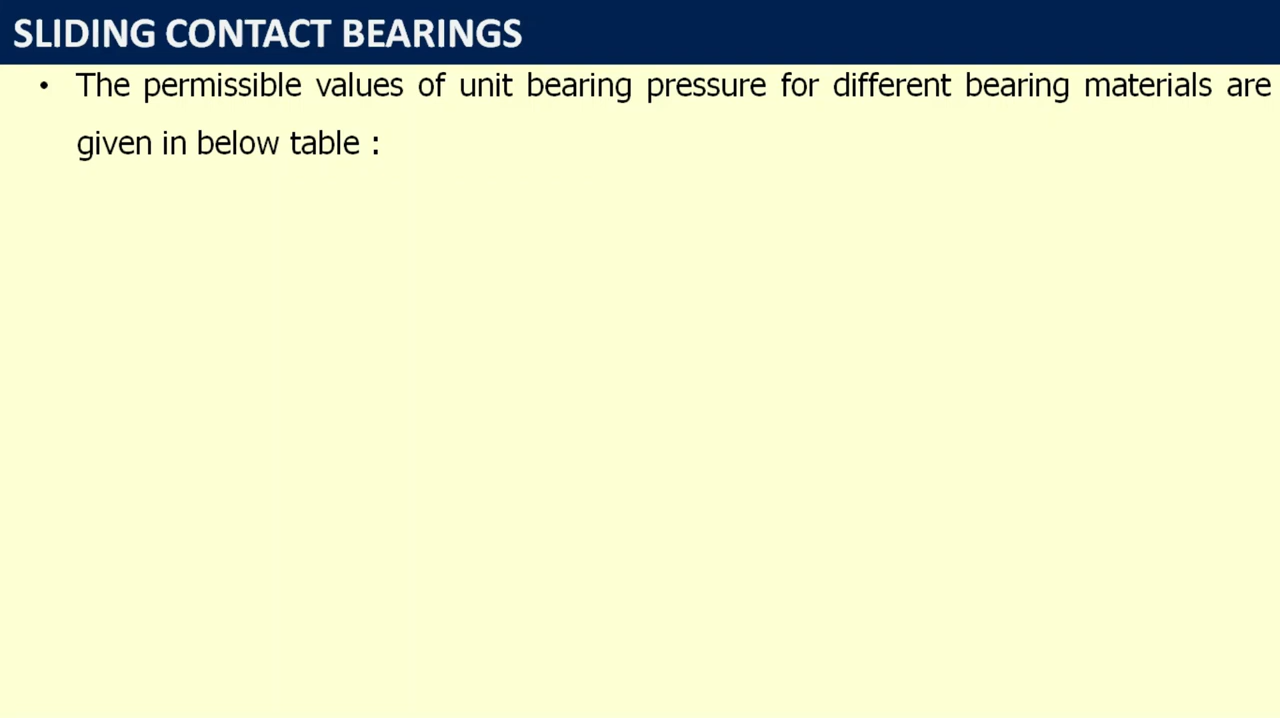 SLIDING CONTACT BEARINGS
• The permissible values of unit bearing pressure for different bearing materials are
given in below table :